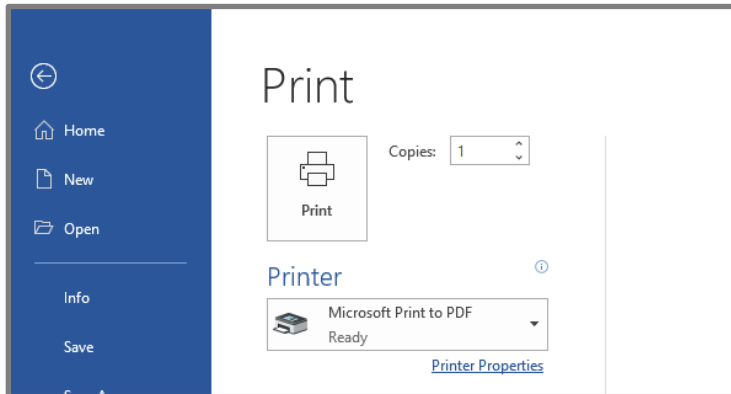 Home
New
Open
Info
Save
Print
Copies: 1
Print
Printer
Microsoft Print to PDF
Ready
Printer Properties